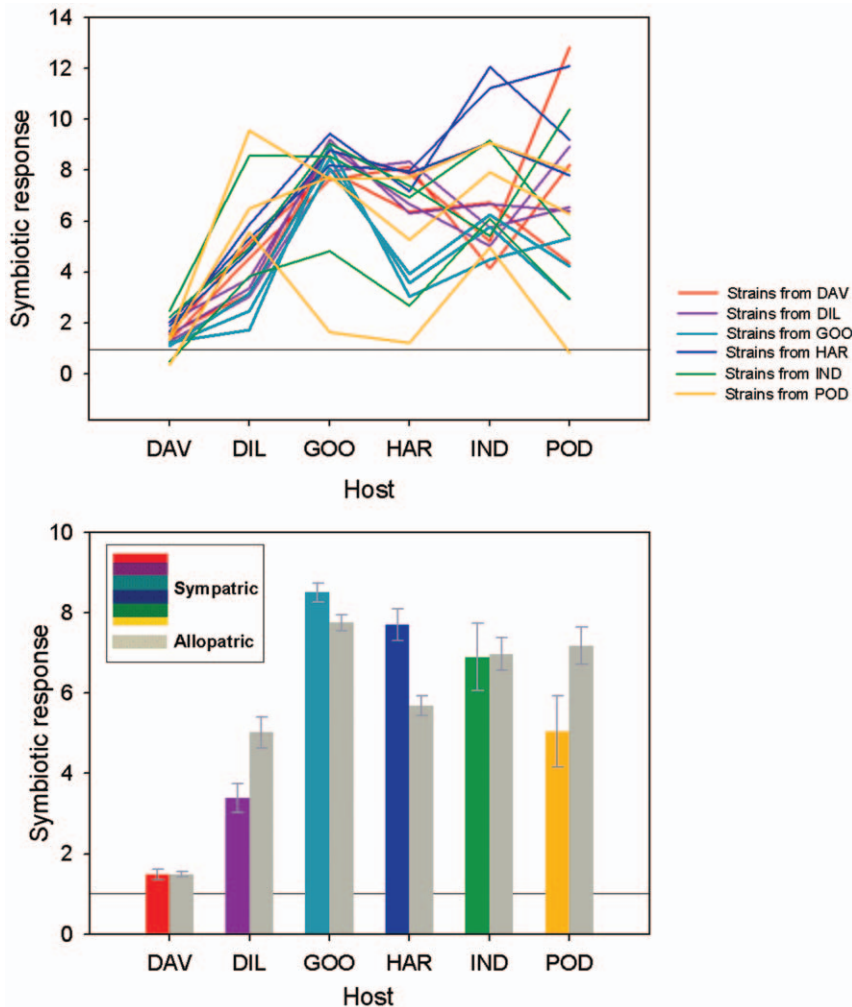 14
12
10
8
6
4
2
0
Symbiotic response
DAV DIL GOO HAR IND POD
Host
Strains from DAV
Strains from DIL
Strains from GOO
Strains from HAR
Strains from IND
Strains from POD
10
8
6
4
2
0
Symbiotic response
Sympatric
Allopatric
DAV DIL GOO HAR IND POD
Host